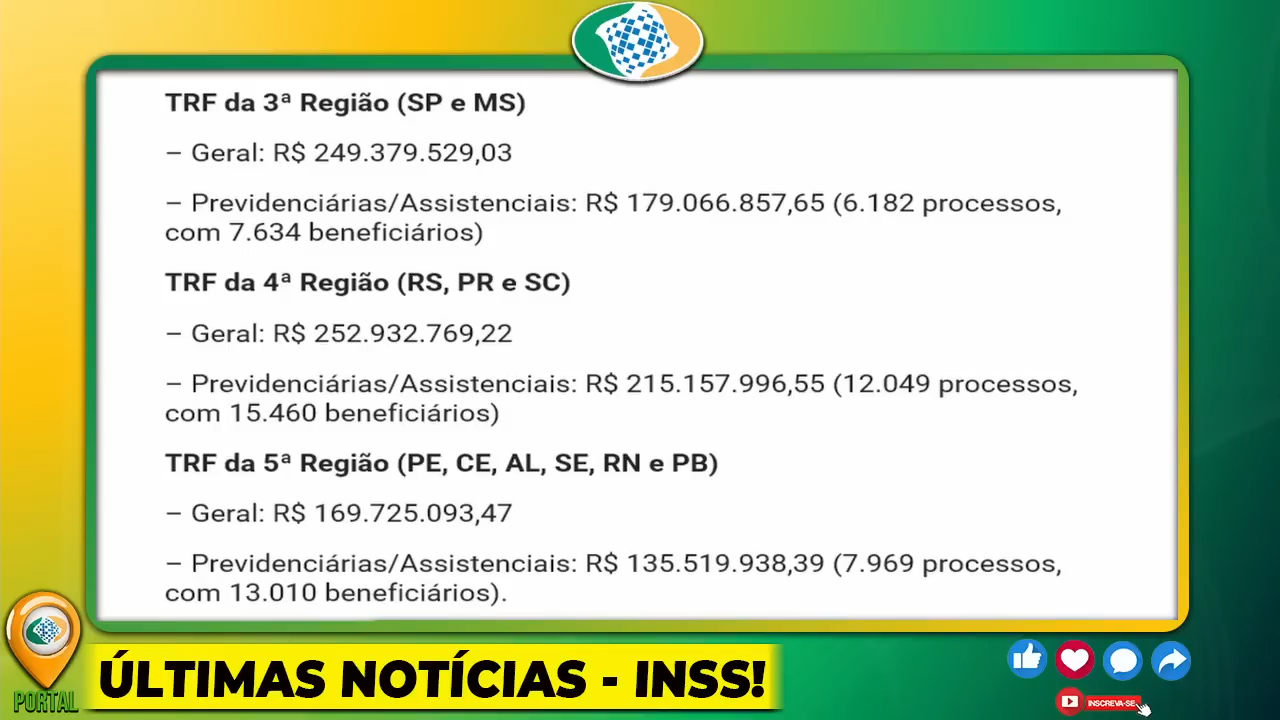 TRF da 3ª Região (SP e MS)
– Geral: R$ 249.379.529,03
– Previdenciárias/Assistenciais: R$ 179.066.857,65 (6.182 processos,
com 7.634 beneficiários)
TRF da 4ª Região (RS, PR e SC)
– Geral: R$ 252.932.769,22
– Previdenciárias/Assistenciais: R$ 215.157.996,55 (12.049 processos,
com 15.460 beneficiários)
TRF da 5ª Região (PE, CE, AL, SE, RN e PB)
– Geral: R$ 169.725.093,47
– Previdenciárias/Assistenciais: R$ 135.519.938,39 (7.969 processos,
com 13.010 beneficiários).
PORTAL
ÚLTIMAS NOTÍCIAS - INSS!
INSCREVA-SE